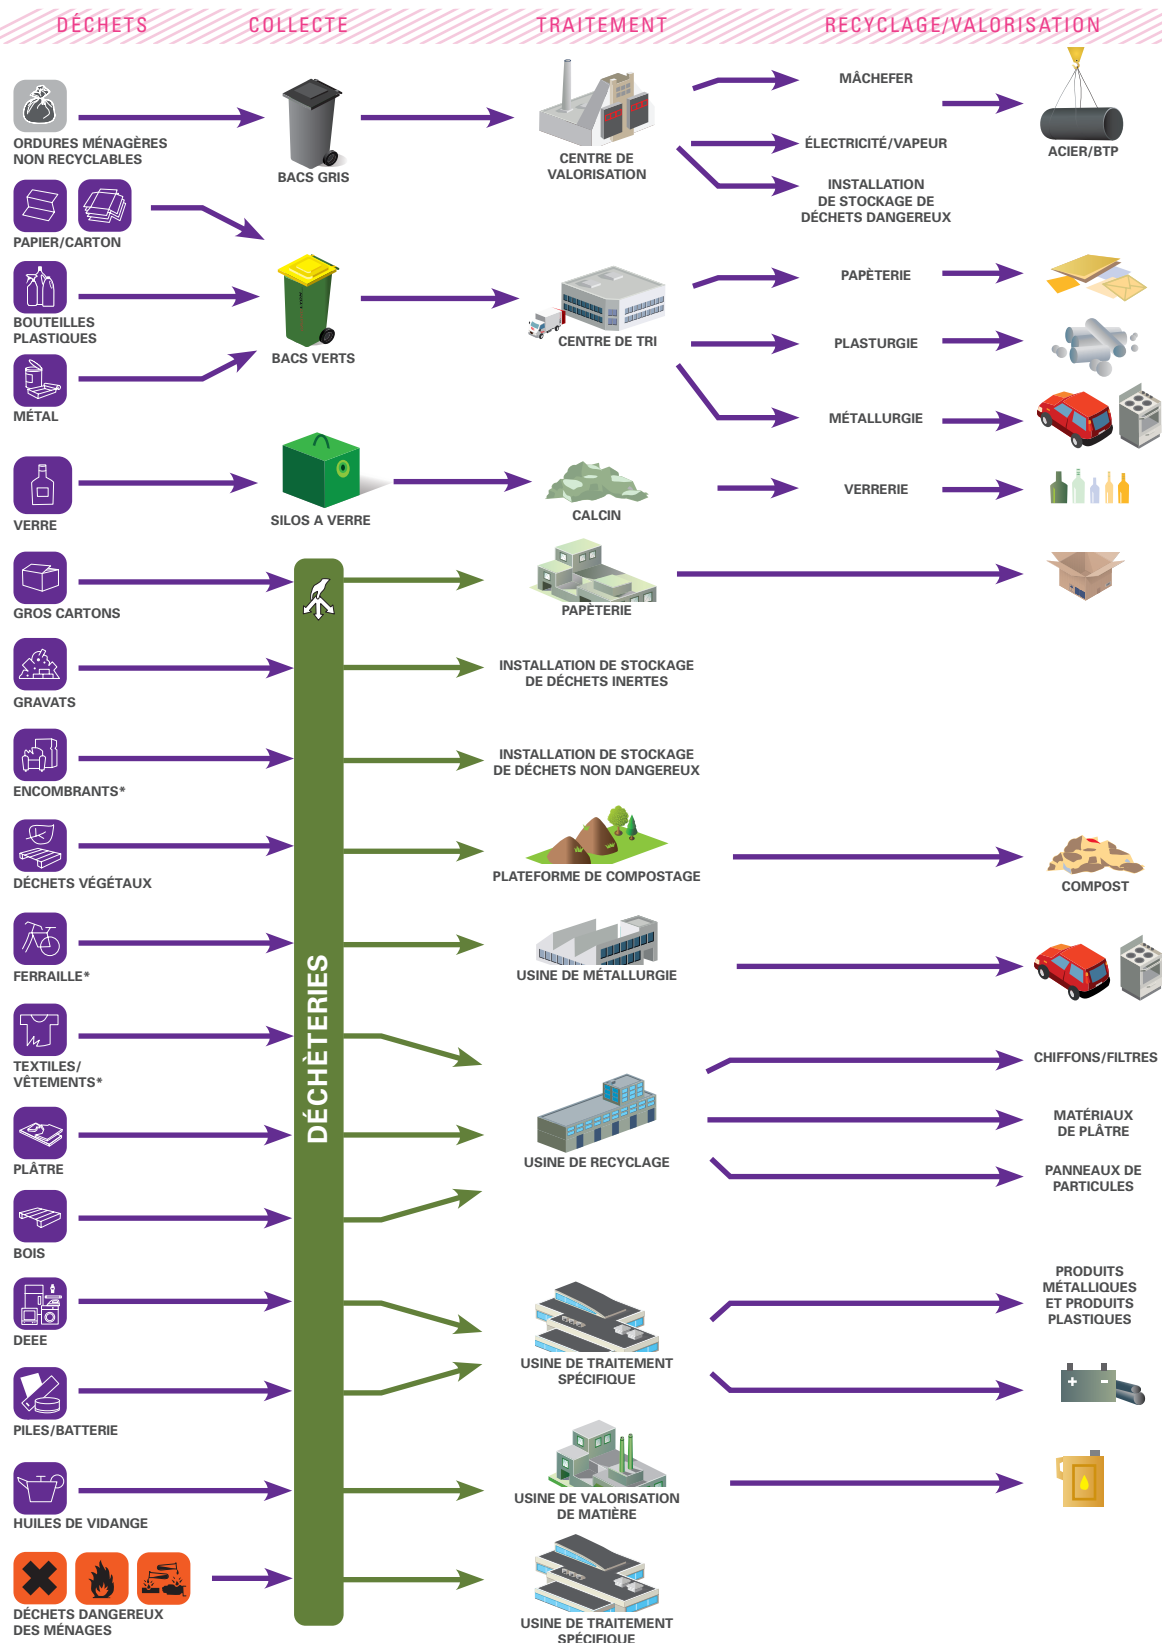 DÉCHETS
COLLECTE
TRAITEMENT
RECYCLAGE/VALORISATION
ORDURES MÉNAGÈRES
NON RECYCLABLES
BACS GRIS
CENTRE DE
VALORISATION
MÂCHEFER
ÉLECTRICITÉ/VAPEUR
INSTALLATION
DE STOCKAGE DE
DÉCHETS DANGEREUX
ACIER/BTP
PAPIER/CARTON
BOUTEILLES
PLASTIQUES
MÉTAL
BACS VERTS
CENTRE DE TRI
PAPÈTERIE
PLASTURGIE
MÉTALLURGIE
VERRE
SILOS A VERRE
CALCIN
VERRERIE
DÉCHÈTERIES
GROS CARTONS
PAPÈTERIE
GRAVATS
INSTALLATION DE STOCKAGE
DE DÉCHETS INERTES
ENCOMBRANTS*
INSTALLATION DE STOCKAGE
DE DÉCHETS NON DANGEREUX
DÉCHETS VÉGÉTAUX
PLATEFORME DE COMPOSTAGE
COMPOST
FERRAILLE*
USINE DE MÉTALLURGIE
TEXTILES/
VÊTEMENTS*
PLÂTRE
BOIS
USINE DE RECYCLAGE
CHIFFONS/FILTRES
MATÉRIAUX
DE PLÂTRE
PANNEAUX DE
PARTICULES
DEEE
PILES/BATTERIE
USINE DE TRAITEMENT
SPÉCIFIQUE
PRODUITS
MÉTALLIQUES
ET PRODUITS
PLASTIQUES
+ -
HUILES DE VIDANGE
USINE DE VALORISATION
DE MATIÈRE
DÉCHETS DANGEREUX
DES MÉNAGES
USINE DE TRAITEMENT
SPÉCIFIQUE